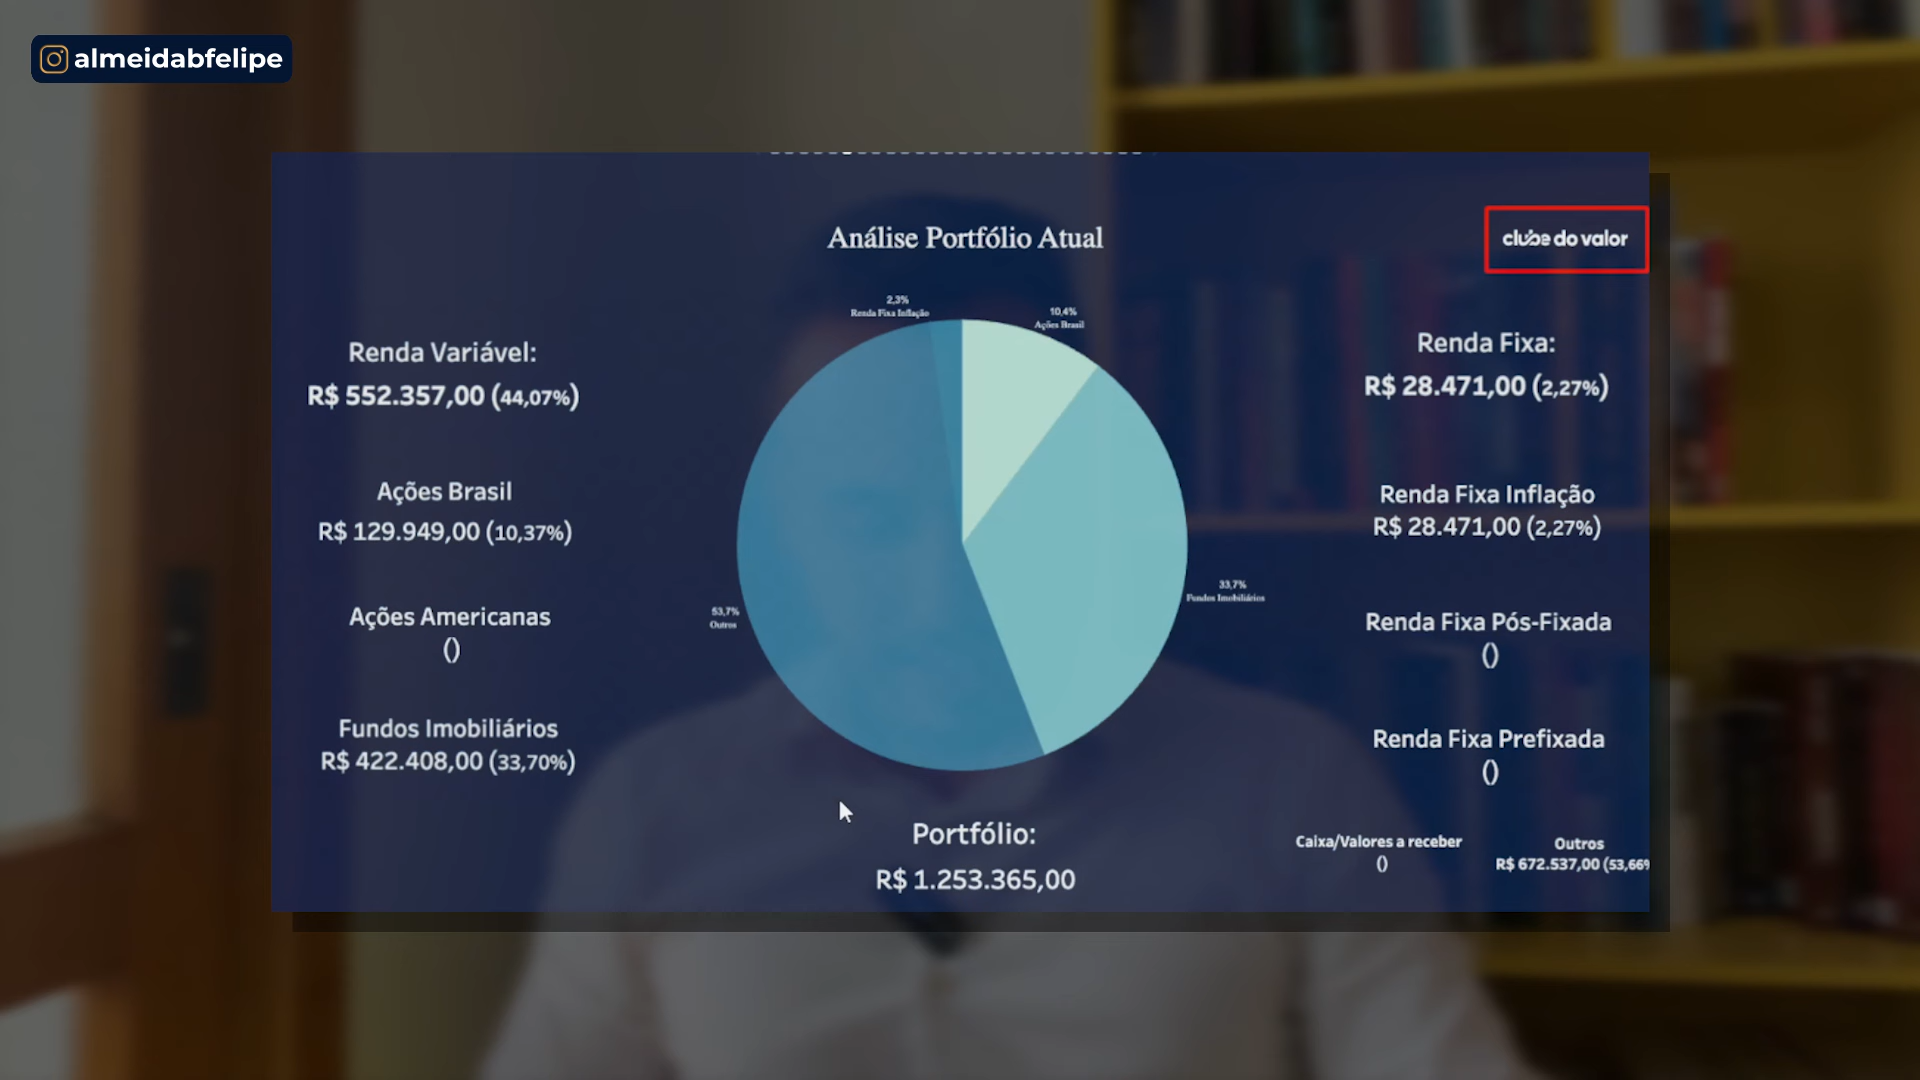 almeidabfelipe
Análise Portfólio Atual
clube do valor
2,3%
Renda Fixa Inflação
10,4%
Ações Brasil
33,7%
Fundos Imobiliários
53,7%
Outros
Renda Variável:
R$ 552.357,00 (44,07%)
Ações Brasil
R$ 129.949,00 (10,37%)
Ações Americanas
()
Fundos Imobiliários
R$ 422.408,00 (33,70%)
Renda Fixa:
R$ 28.471,00 (2,27%)
Renda Fixa Inflação
R$ 28.471,00 (2,27%)
Renda Fixa Pós-Fixada
()
Renda Fixa Prefixada
()
Caixa/Valores a receber
()
Outros
R$ 672.537,00 (53,66%
Portfólio:
R$ 1.253.365,00